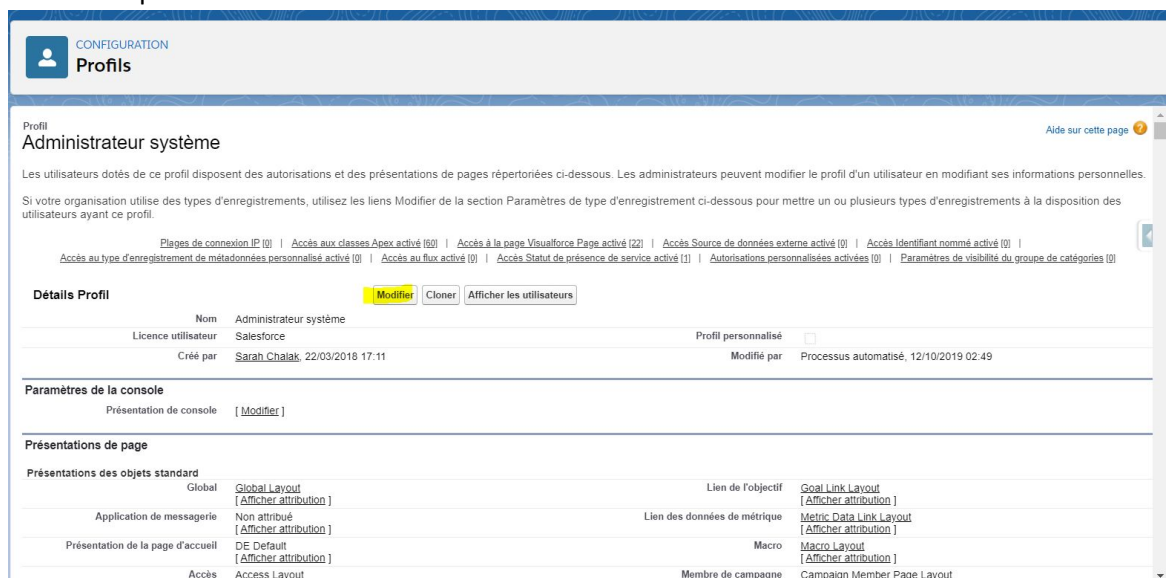 CONFIGURATION
Profils
Profil
Administrateur système
Aide sur cette page
Les utilisateurs dotés de ce profil disposent des autorisations et des présentations de pages répertoriées ci-dessous. Les administrateurs peuvent modifier le profil d'un utilisateur en modifiant ses informations personnelles.
Si votre organisation utilise des types d'enregistrements, utilisez les liens Modifier de la section Paramètres de type d'enregistrement ci-dessous pour mettre un ou plusieurs types d'enregistrements à la disposition des
utilisateurs ayant ce profil.
Plages de connexion IP [0] | Accès aux classes Apex activé [60] | Accès à la page Visualforce Page activé [22] | Accès Source de données externe activé [0] | Accès Identifiant nommé activé [0] |
Accès au type d'enregistrement de métadonnées personnalisé activé [0] | Accès au flux activé [0] | Accès Statut de présence de service activé [1] | Autorisations personnalisées activées [0] | Paramètres de visibilité du groupe de catégories [0]
Détails Profil Modifier Cloner Afficher les utilisateurs
Nom Administrateur système
Licence utilisateur Salesforce Profil personnalisé
Créé par Sarah Chalak, 22/03/2018 17:11 Modifié par Processus automatisé, 12/10/2019 02:49
Paramètres de la console
Présentation de console [ Modifier ]
Présentations de page
Présentations des objets standard
Global Global Layout Lien de l'objectif Goal Link Layout
[ Afficher attribution ] [ Afficher attribution ]
Application de messagerie Non attribué Lien des données de métrique Metric Data Link Layout
[ Afficher attribution ] [ Afficher attribution ]
Présentation de la page d'accueil DE Default Macro Macro Layout
[ Afficher attribution ] [ Afficher attribution ]
Accès Access Layout Membre de campagne Campaign Member Page Layout